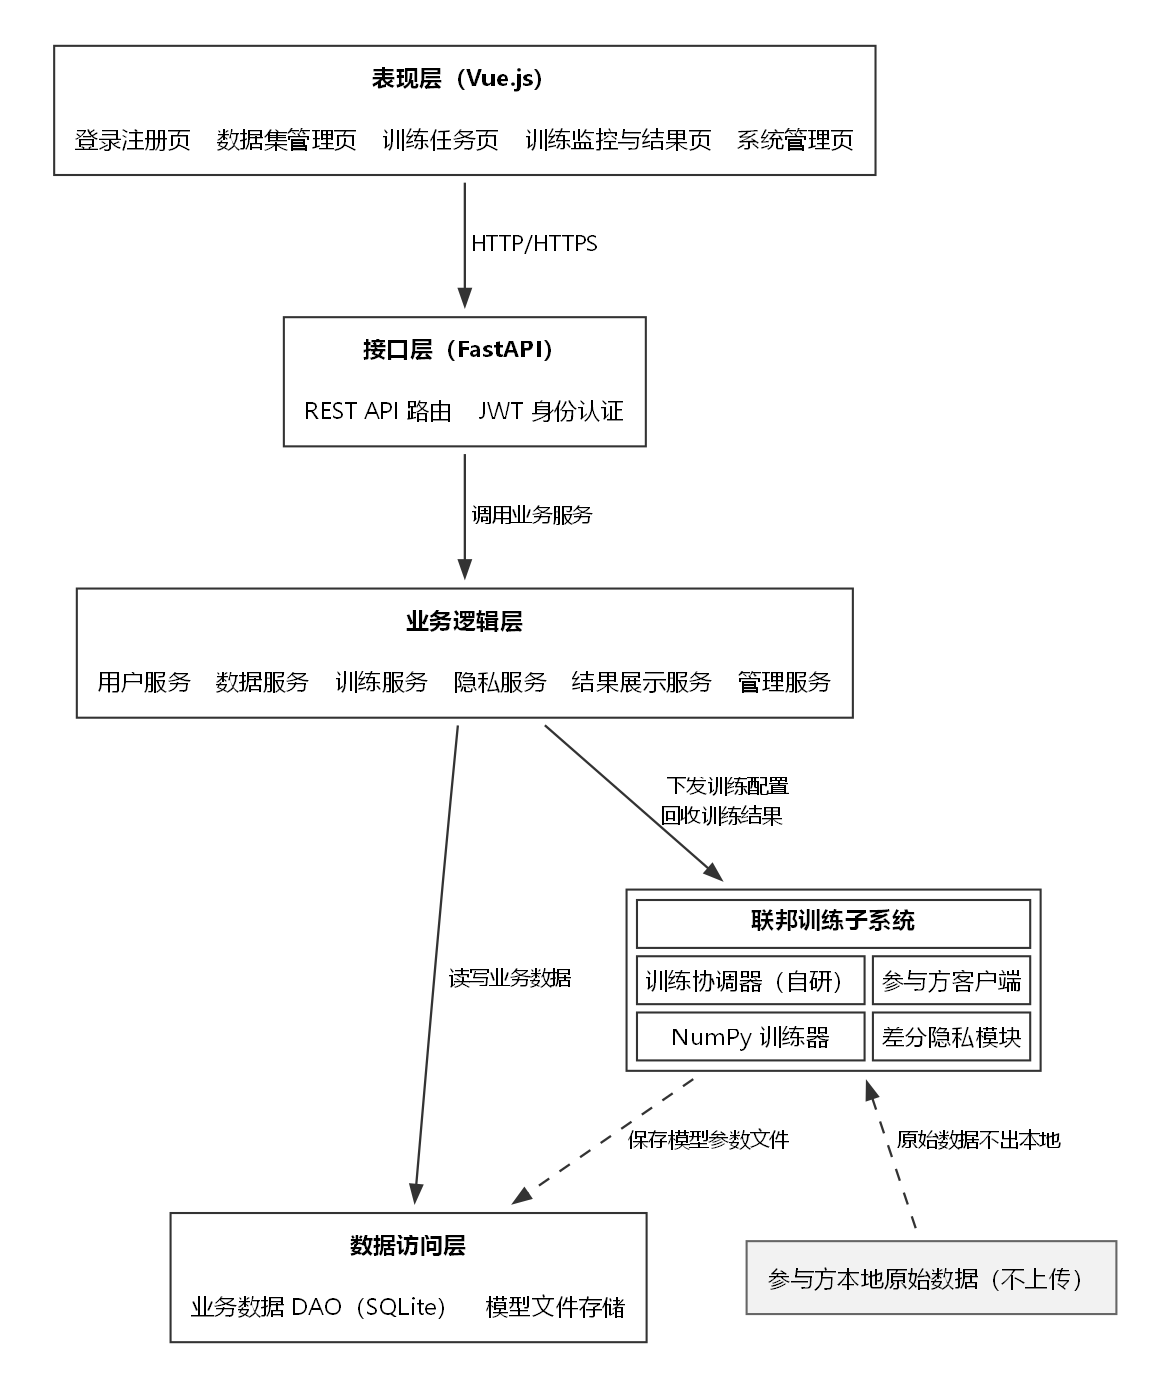 表现层（Vue.js）
登录注册页 数据集管理页 训练任务页 训练监控与结果页 系统管理页
HTTP/HTTPS
接口层（FastAPI）
REST API 路由 JWT 身份认证
调用业务服务
业务逻辑层
用户服务 数据服务 训练服务 隐私服务 结果展示服务 管理服务
下发训练配置
回收训练结果
联邦训练子系统
训练协调器（自研） 参与方客户端
NumPy 训练器 差分隐私模块
读写业务数据
保存模型参数文件
原始数据不出本地
数据访问层
业务数据 DAO（SQLite） 模型文件存储
参与方本地原始数据（不上传）